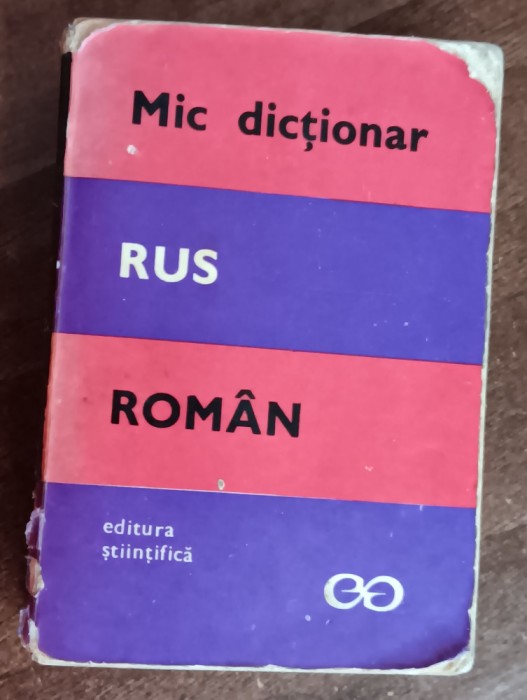 Mic dicționar
RUS
ROMÂN
editura
științifică